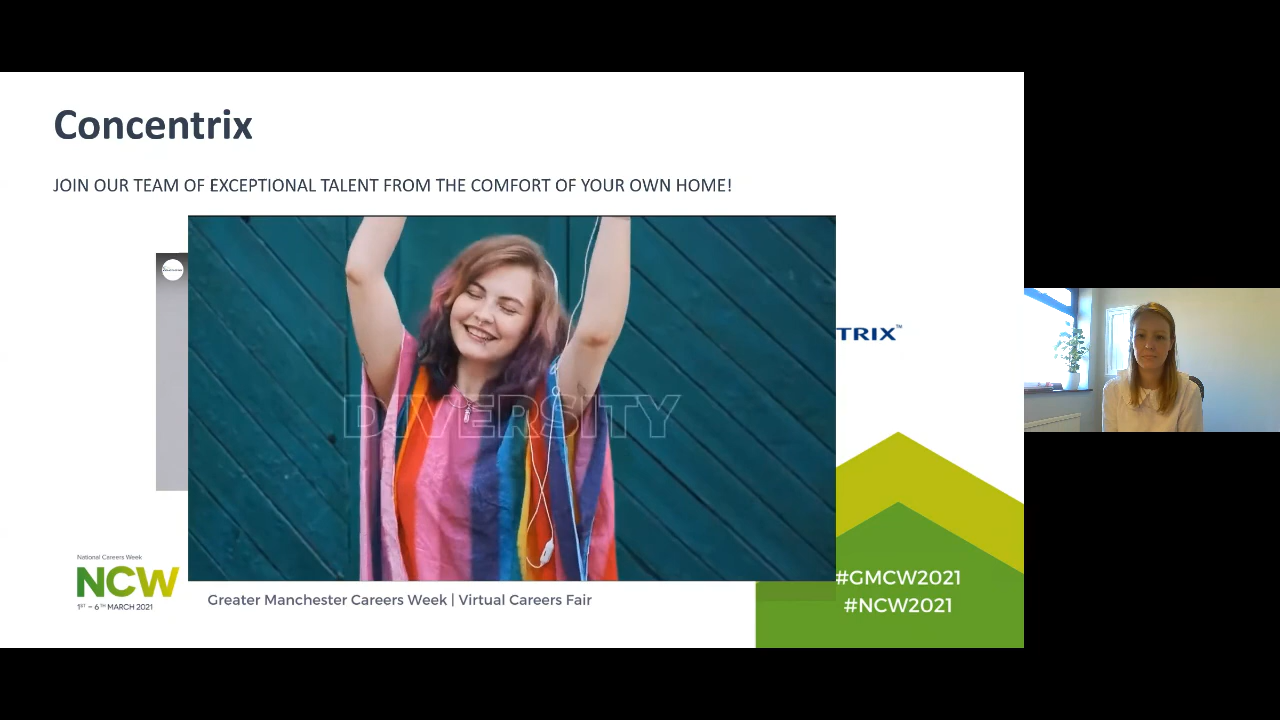 Concentrix
JOIN OUR TEAM OF EXCEPTIONAL TALENT FROM THE COMFORT OF YOUR OWN HOME!
DIVERSITY
TRIX™
National Careers Week
NCW
1ST – 6TH MARCH 2021
Greater Manchester Careers Week | Virtual Careers Fair
#GMCW2021
#NCW2021